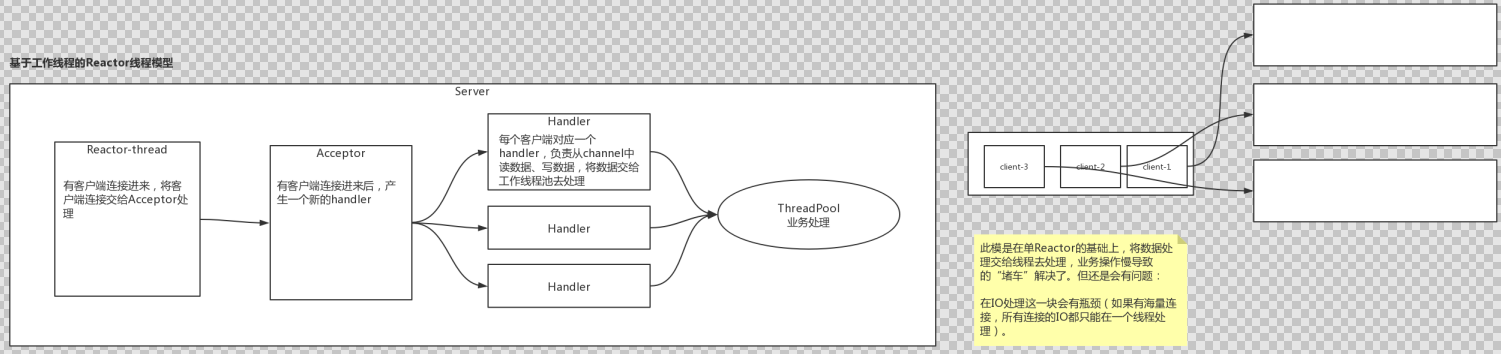 基于工作线程的Reactor线程模型
Server
Reactor-thread
有客户端连接进来，将客
户端连接交给Acceptor处
理
Acceptor
有客户端连接进来后，产
生一个新的handler
Handler
每个客户端对应一个
handler，负责从channel中
读数据、写数据，将数据交给
工作线程池去处理
Handler
Handler
ThreadPool
业务处理
client-3
client-2
client-1
此模是在单Reactor的基础上，将数据处
理交给线程去处理，业务操作慢导致
的“堵车”解决了。但还是会有问题：
在IO处理这一块会有瓶颈（如果有海量连
接，所有连接的IO都只能在一个线程处
理）。